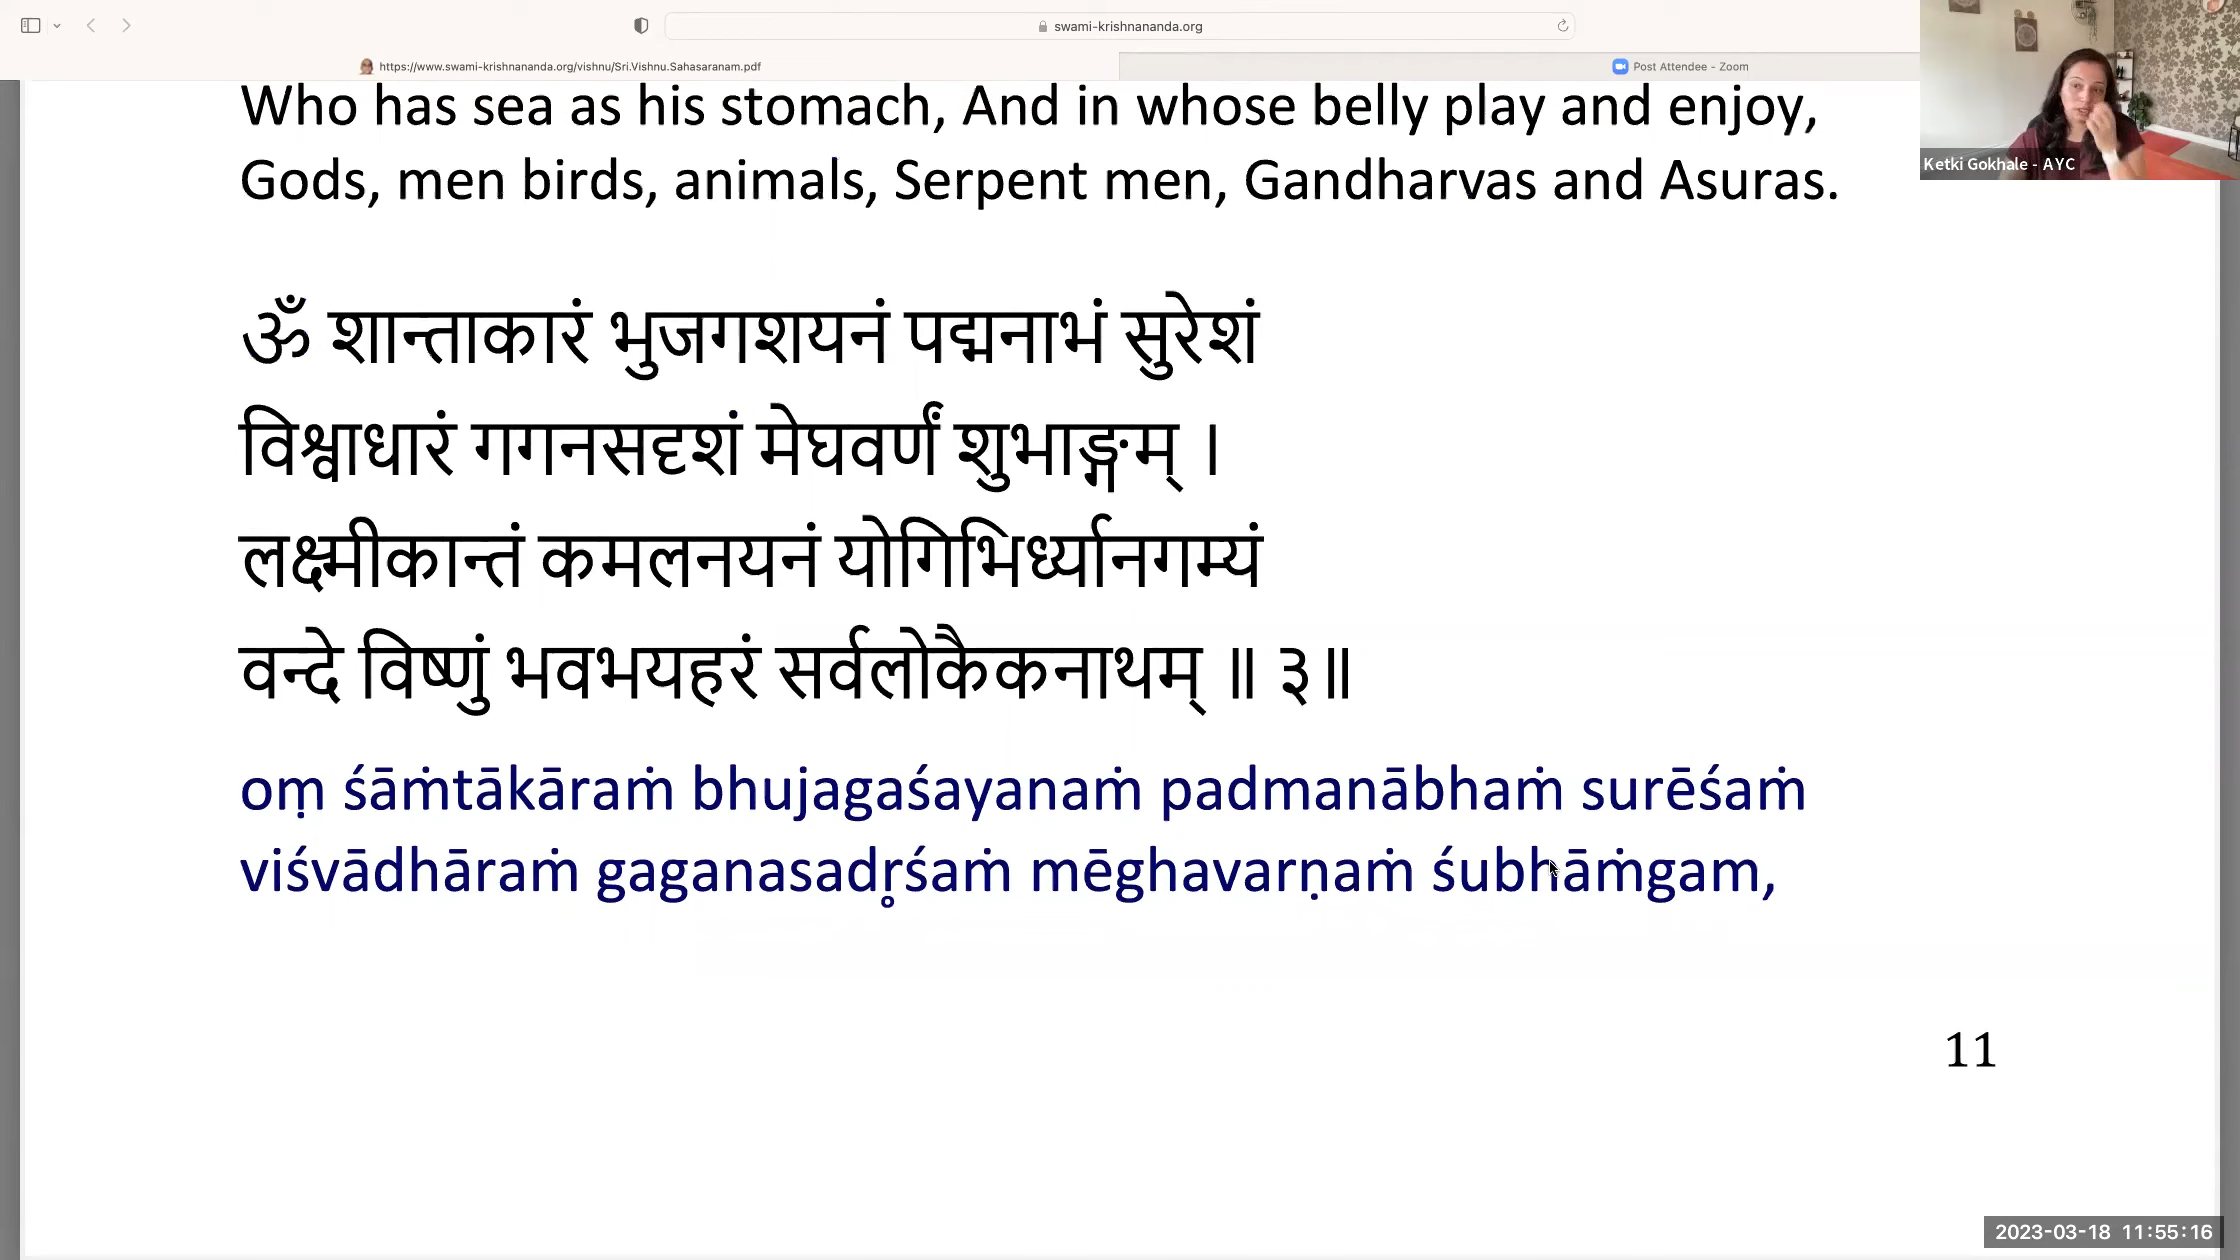 swami-krishnananda.org
https://www.swami-krishnananda.org/vishnu/Sri.Vishnu.Sahasaranam.pdf
Post Attendee - Zoom
Who has sea as his stomach, And in whose belly play and enjoy,
Gods, men birds, animals, Serpent men, Gandharvas and Asuras.
Ketki Gokhale - AYC
ॐ शान्ताकारं भुजगशयनं पद्मनाभं सुरेशं
विश्वाधारं गगनसदृशं मेघवर्णं शुभाङ्गम् ।
लक्ष्मीकान्तं कमलनयनं योगिभिर्ध्यानगम्यं
वन्दे विष्णुं भवभयहरं सर्वलोकैकनाथम् ॥ ३॥
oṃ śāṁtākāraṁ bhujagaśayanaṁ padmanābhaṁ surēśaṁ
viśvādhāraṁ gaganasadr̥śaṁ mēghavarṇaṁ śubhāṁgam,
11
2023-03-18 11:55:16